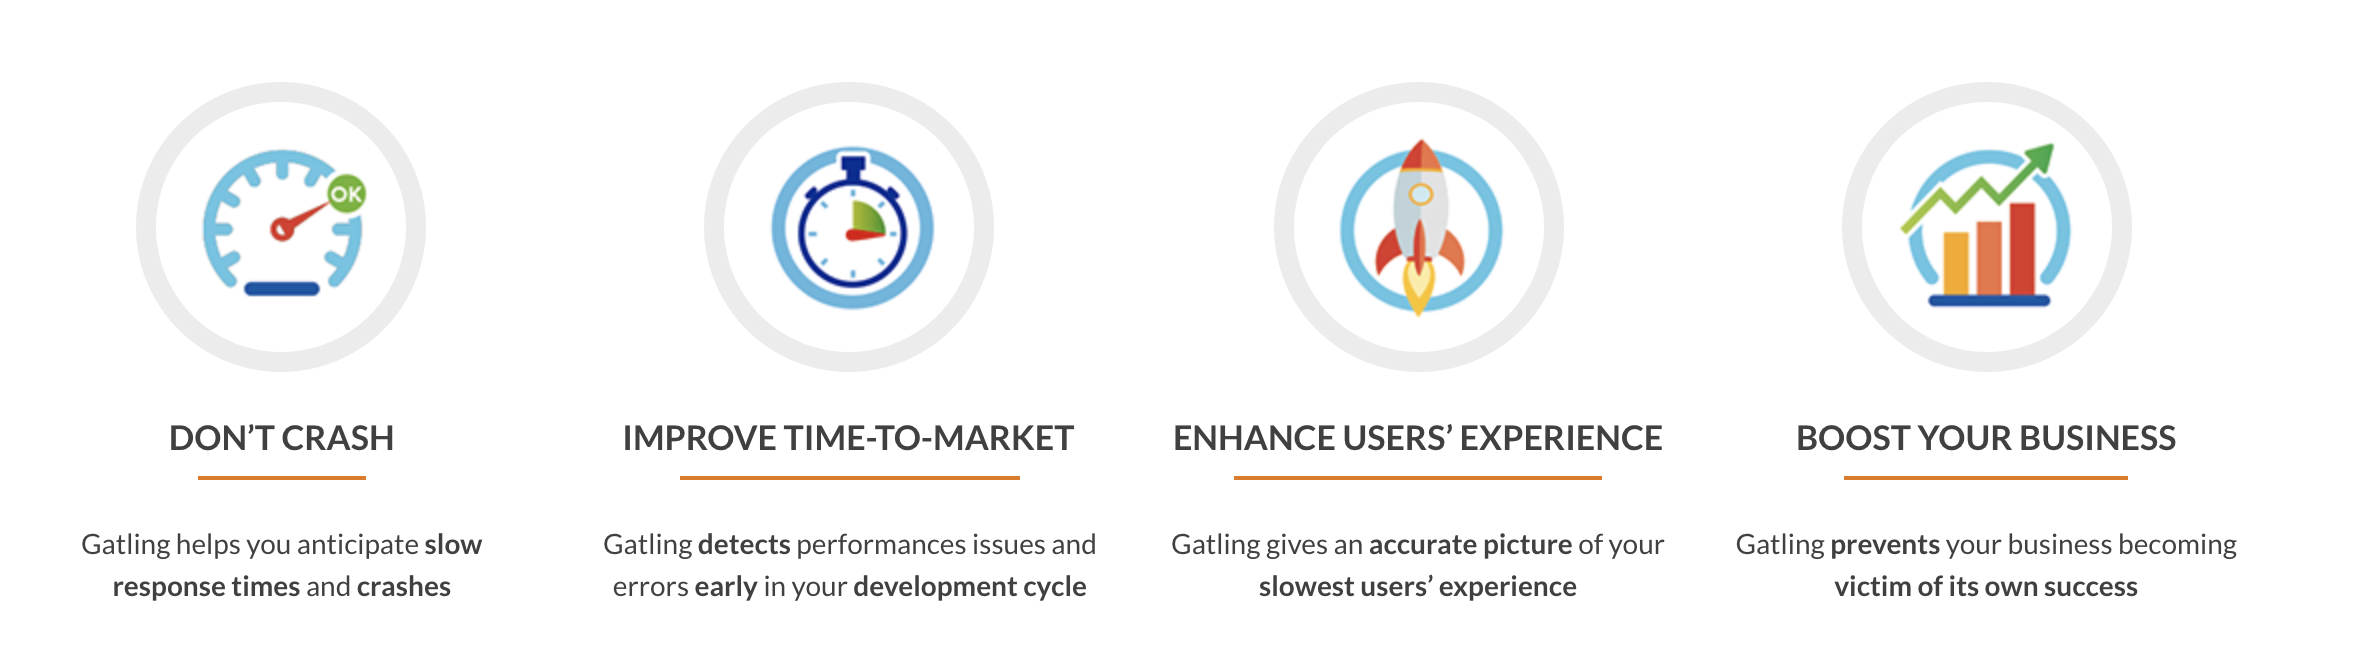 OK
DON’T CRASH
Gatling helps you anticipate slow
response times and crashes
IMPROVE TIME-TO-MARKET
Gatling detects performances issues and
errors early in your development cycle
ENHANCE USERS’ EXPERIENCE
Gatling gives an accurate picture of your
slowest users’ experience
BOOST YOUR BUSINESS
Gatling prevents your business becoming
victim of its own success